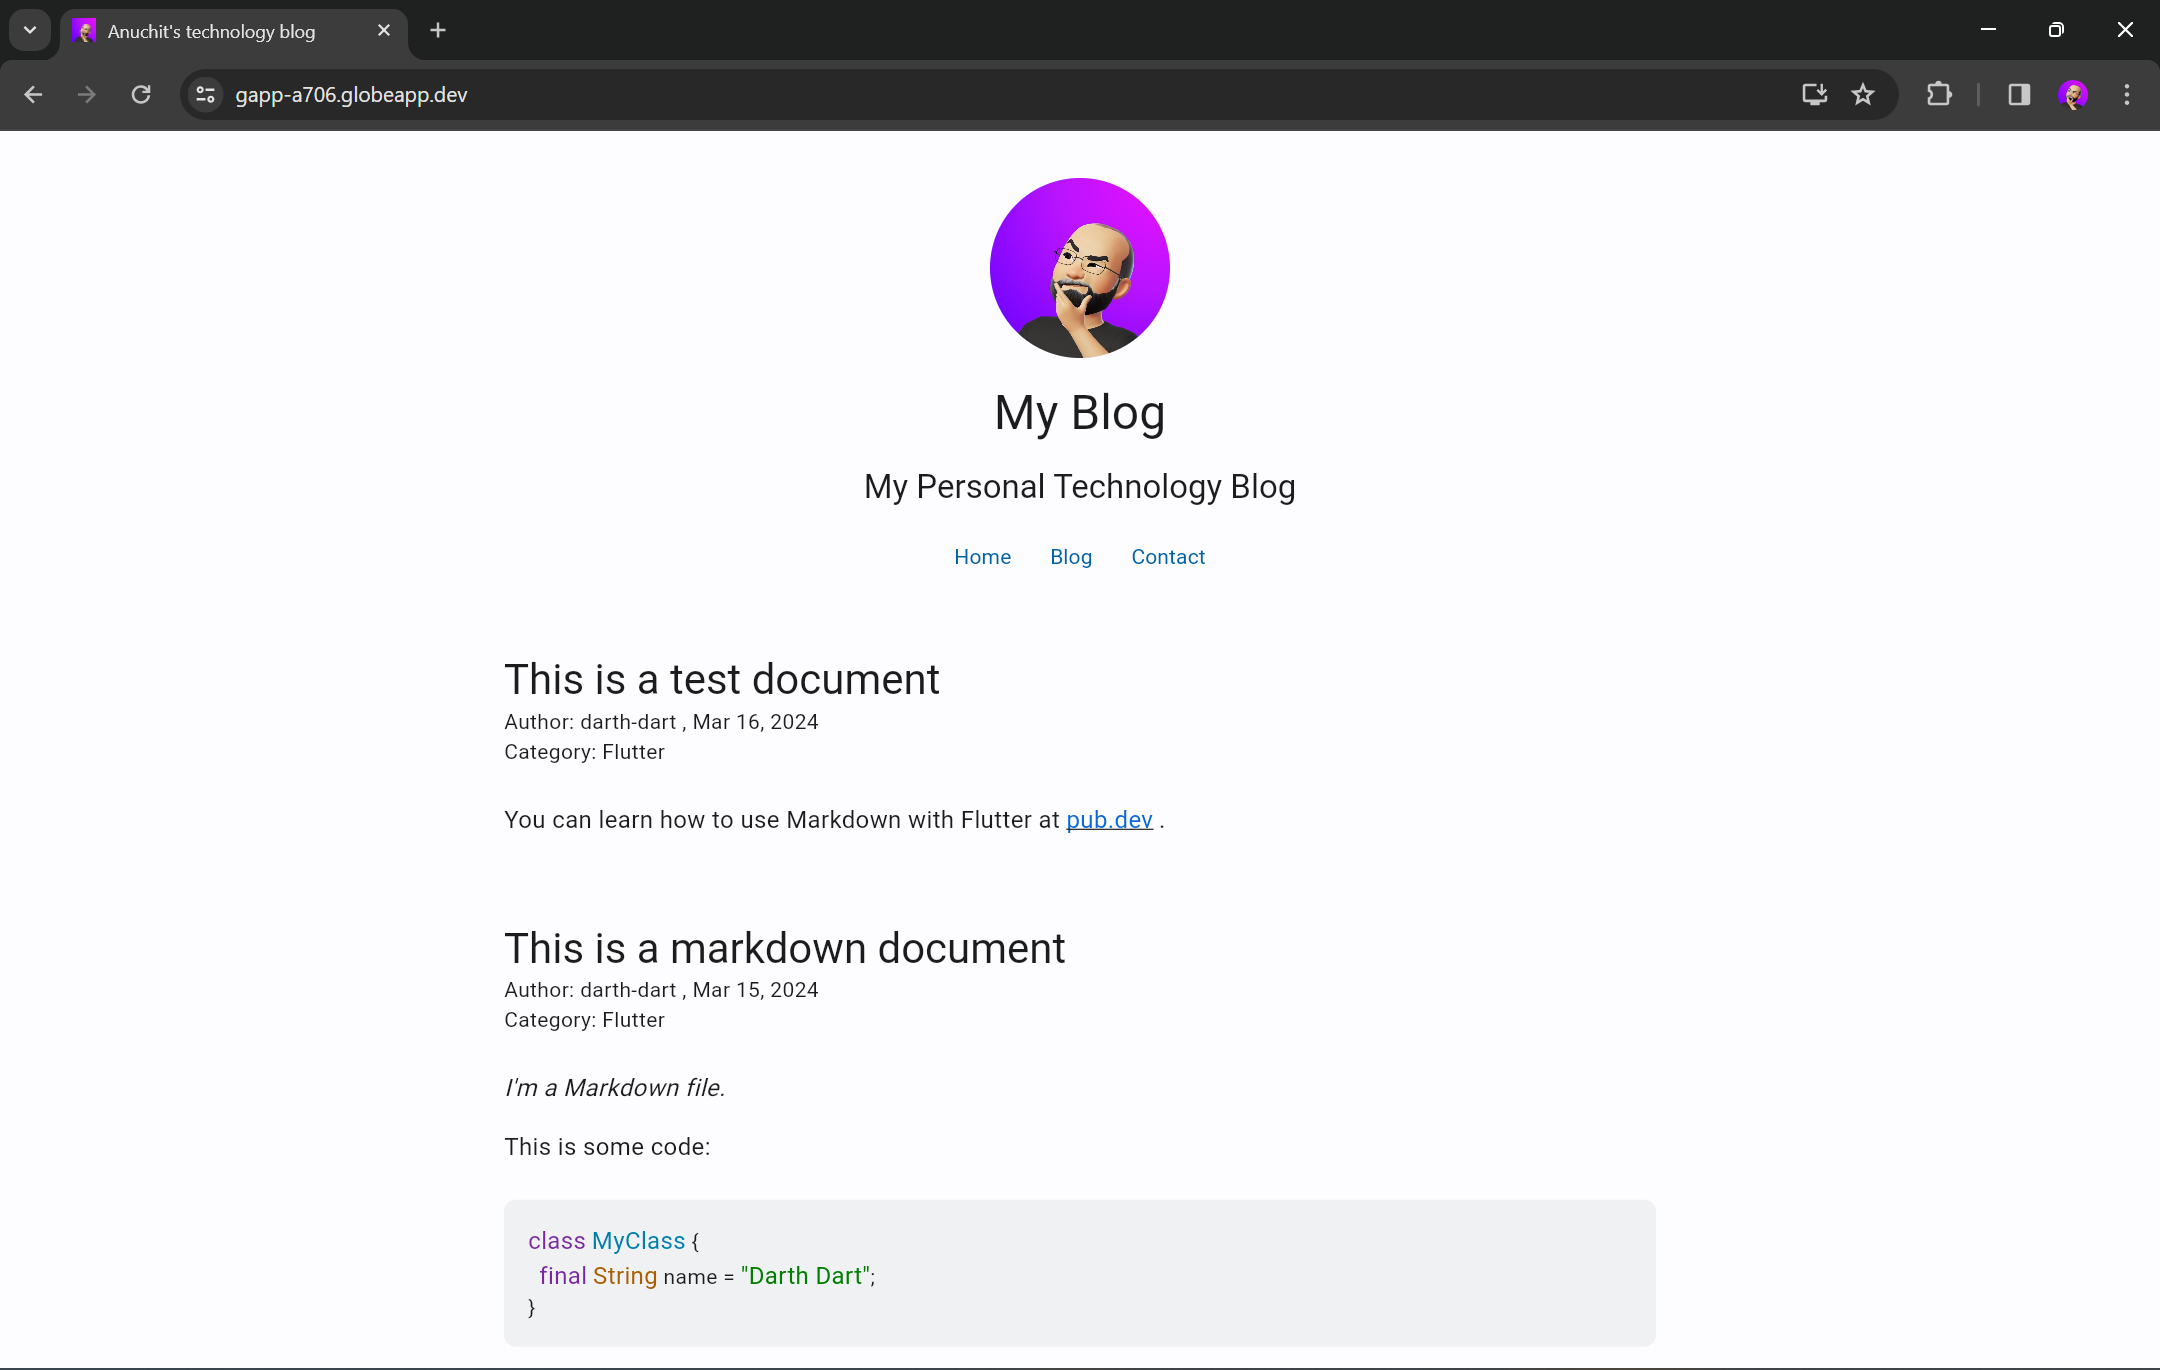 Anuchit's technology blog
gapp-a706.globeapp.dev
My Blog
My Personal Technology Blog
Home Blog Contact
This is a test document
Author: darth-dart , Mar 16, 2024
Category: Flutter
You can learn how to use Markdown with Flutter at pub.dev .
This is a markdown document
Author: darth-dart , Mar 15, 2024
Category: Flutter
I'm a Markdown file.
This is some code:
class MyClass {
  final String name = "Darth Dart";
}